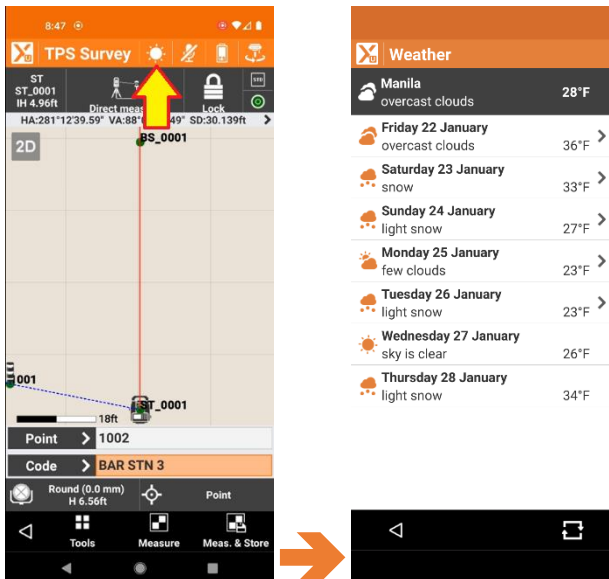 8:47
TPS Survey
ST
ST_0001
IH 4.96ft
Direct
Lock
STD
HA:281°12'39.59" VA:88° 49" SD:30.139ft
2D
BS_0001
001
ST_0001
18ft
Point
1002
Code
BAR STN 3
Round (0.0 mm)
H 6.56ft
Point
Tools
Measure
Meas. & Store
Weather
Manila
overcast clouds
28°F
Friday 22 January
overcast clouds
36°F
Saturday 23 January
snow
33°F
Sunday 24 January
light snow
27°F
Monday 25 January
few clouds
23°F
Tuesday 26 January
light snow
23°F
Wednesday 27 January
sky is clear
26°F
Thursday 28 January
light snow
34°F